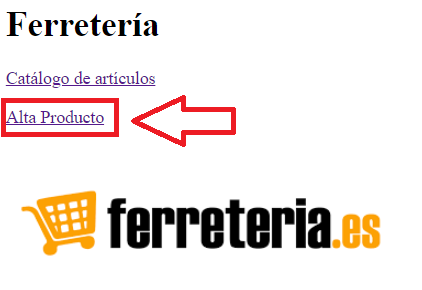 Ferretería
Catálogo de artículos
Alta Producto
ferreteria.es